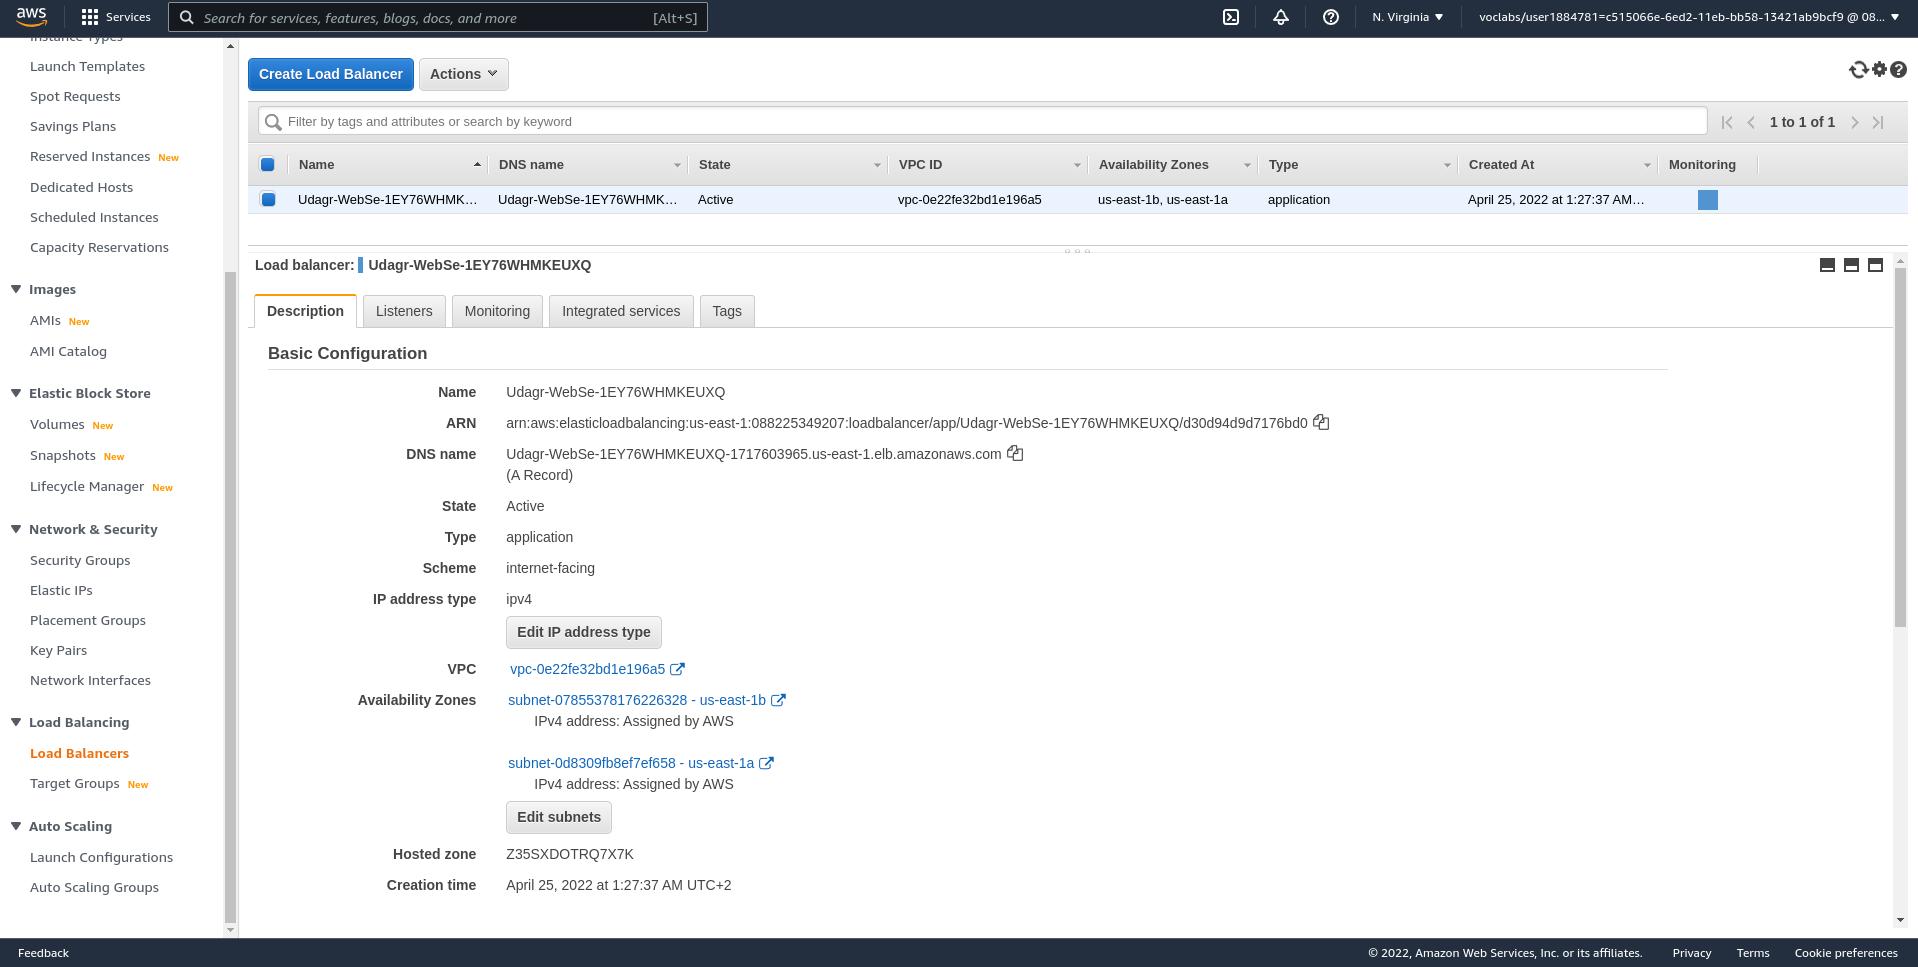 aws
Services
Search for services, features, blogs, docs, and more
[Alt+S]
N. Virginia
voclabs/user1884781=c515066e-6ed2-11eb-bb58-13421ab9bcf9 @ 08...
Instance Types
Launch Templates
Spot Requests
Savings Plans
Reserved Instances New
Dedicated Hosts
Scheduled Instances
Capacity Reservations
Images
AMIs New
AMI Catalog
Elastic Block Store
Volumes New
Snapshots New
Lifecycle Manager New
Network & Security
Security Groups
Elastic IPs
Placement Groups
Key Pairs
Network Interfaces
Load Balancing
Load Balancers
Target Groups New
Auto Scaling
Launch Configurations
Auto Scaling Groups
Create Load Balancer Actions
Filter by tags and attributes or search by keyword
1 to 1 of 1
Name DNS name State VPC ID Availability Zones Type Created At Monitoring
Udagr-WebSe-1EY76WHMK... Udagr-WebSe-1EY76WHMK... Active vpc-0e22fe32bd1e196a5 us-east-1b, us-east-1a application April 25, 2022 at 1:27:37 AM...
Load balancer: Udagr-WebSe-1EY76WHMKEUXQ
Description Listeners Monitoring Integrated services Tags
Basic Configuration
Name Udagr-WebSe-1EY76WHMKEUXQ
ARN arn:aws:elasticloadbalancing:us-east-1:088225349207:loadbalancer/app/Udagr-WebSe-1EY76WHMKEUXQ/d30d94d9d7176bd0
DNS name Udagr-WebSe-1EY76WHMKEUXQ-1717603965.us-east-1.elb.amazonaws.com
(A Record)
State Active
Type application
Scheme internet-facing
IP address type ipv4
Edit IP address type
VPC vpc-0e22fe32bd1e196a5
Availability Zones subnet-07855378176226328 - us-east-1b
IPv4 address: Assigned by AWS
subnet-0d8309fb8ef7ef658 - us-east-1a
IPv4 address: Assigned by AWS
Edit subnets
Hosted zone Z35SXDOTRQ7X7K
Creation time April 25, 2022 at 1:27:37 AM UTC+2
Feedback
© 2022, Amazon Web Services, Inc. or its affiliates. Privacy Terms Cookie preferences